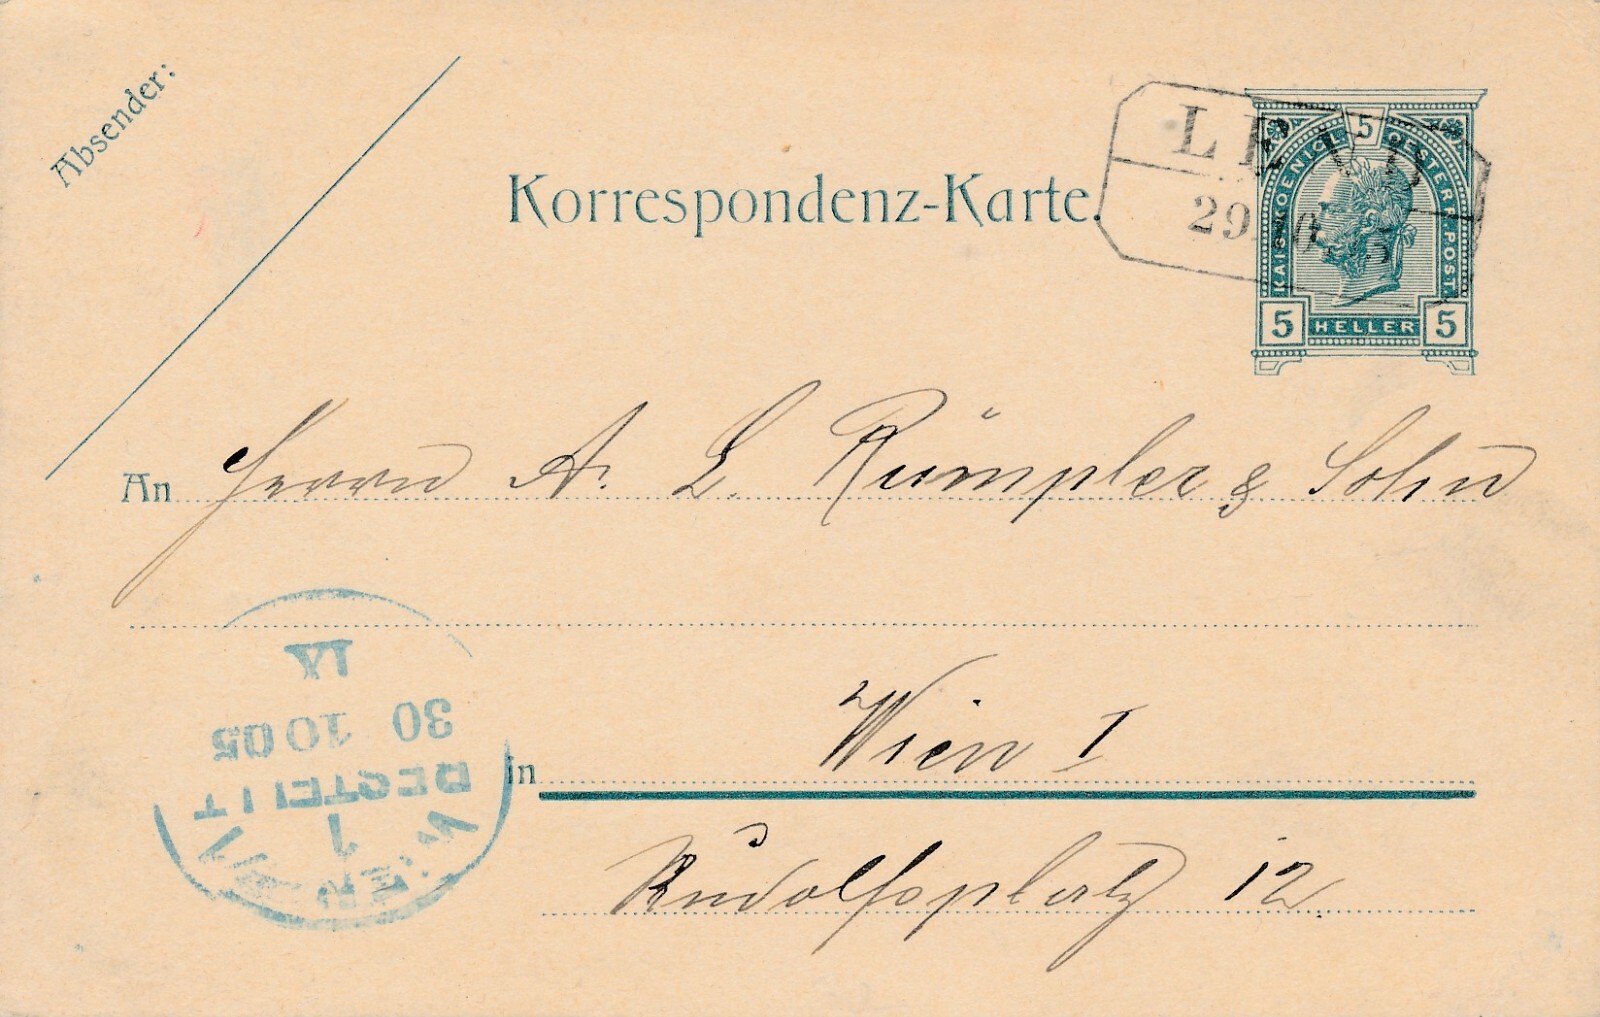 Absender:
Korrespondenz-Karte.
KAIS. KOENIGL. 5 OESTERR. POST.
5 HELLER 5
29
An Herrn A. L. Rümpler & Sohn
in Wien I
Rudolfsplatz 12
WIEN
1
BESTELLT
30 10 05
IX